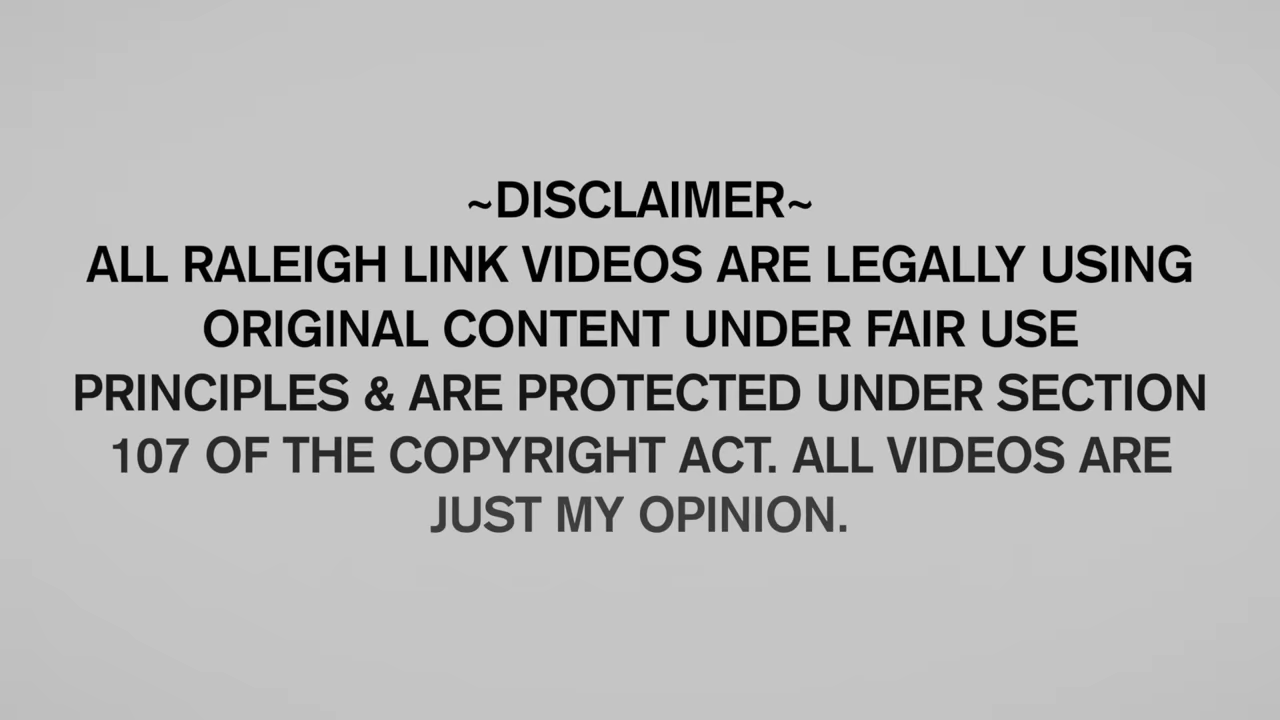 ~DISCLAIMER~
ALL RALEIGH LINK VIDEOS ARE LEGALLY USING
ORIGINAL CONTENT UNDER FAIR USE
PRINCIPLES & ARE PROTECTED UNDER SECTION
107 OF THE COPYRIGHT ACT. ALL VIDEOS ARE
JUST MY OPINION.